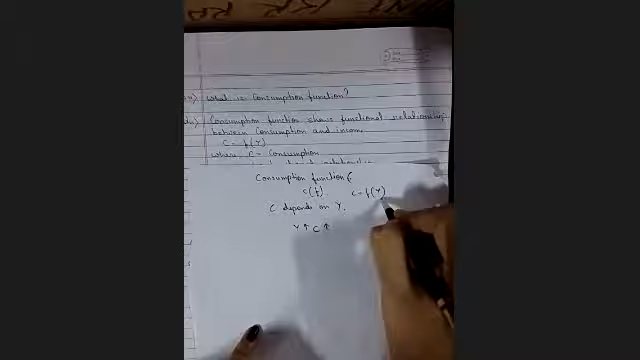 What is Consumption function?
Consumption function shows functional relationship
between Consumption and income
C = f(Y)
where C = Consumption
Consumption function (
C(f). C = f(Y)
C depends on Y.
Y↑ C↑